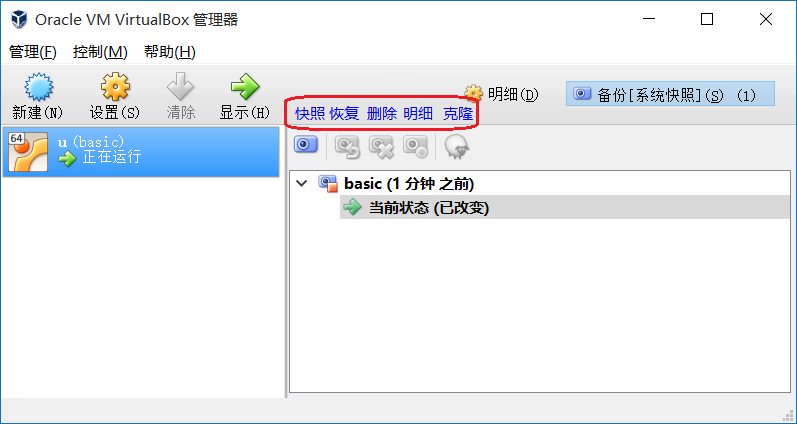 Oracle VM VirtualBox 管理器
管理(F) 控制(M) 帮助(H)
新建(N) 设置(S) 清除 显示(H)
明细(D) 备份[系统快照](S) (1)
快照 恢复 删除 明细 克隆
64
u (basic)
正在运行
basic (1 分钟 之前)
当前状态 (已改变)